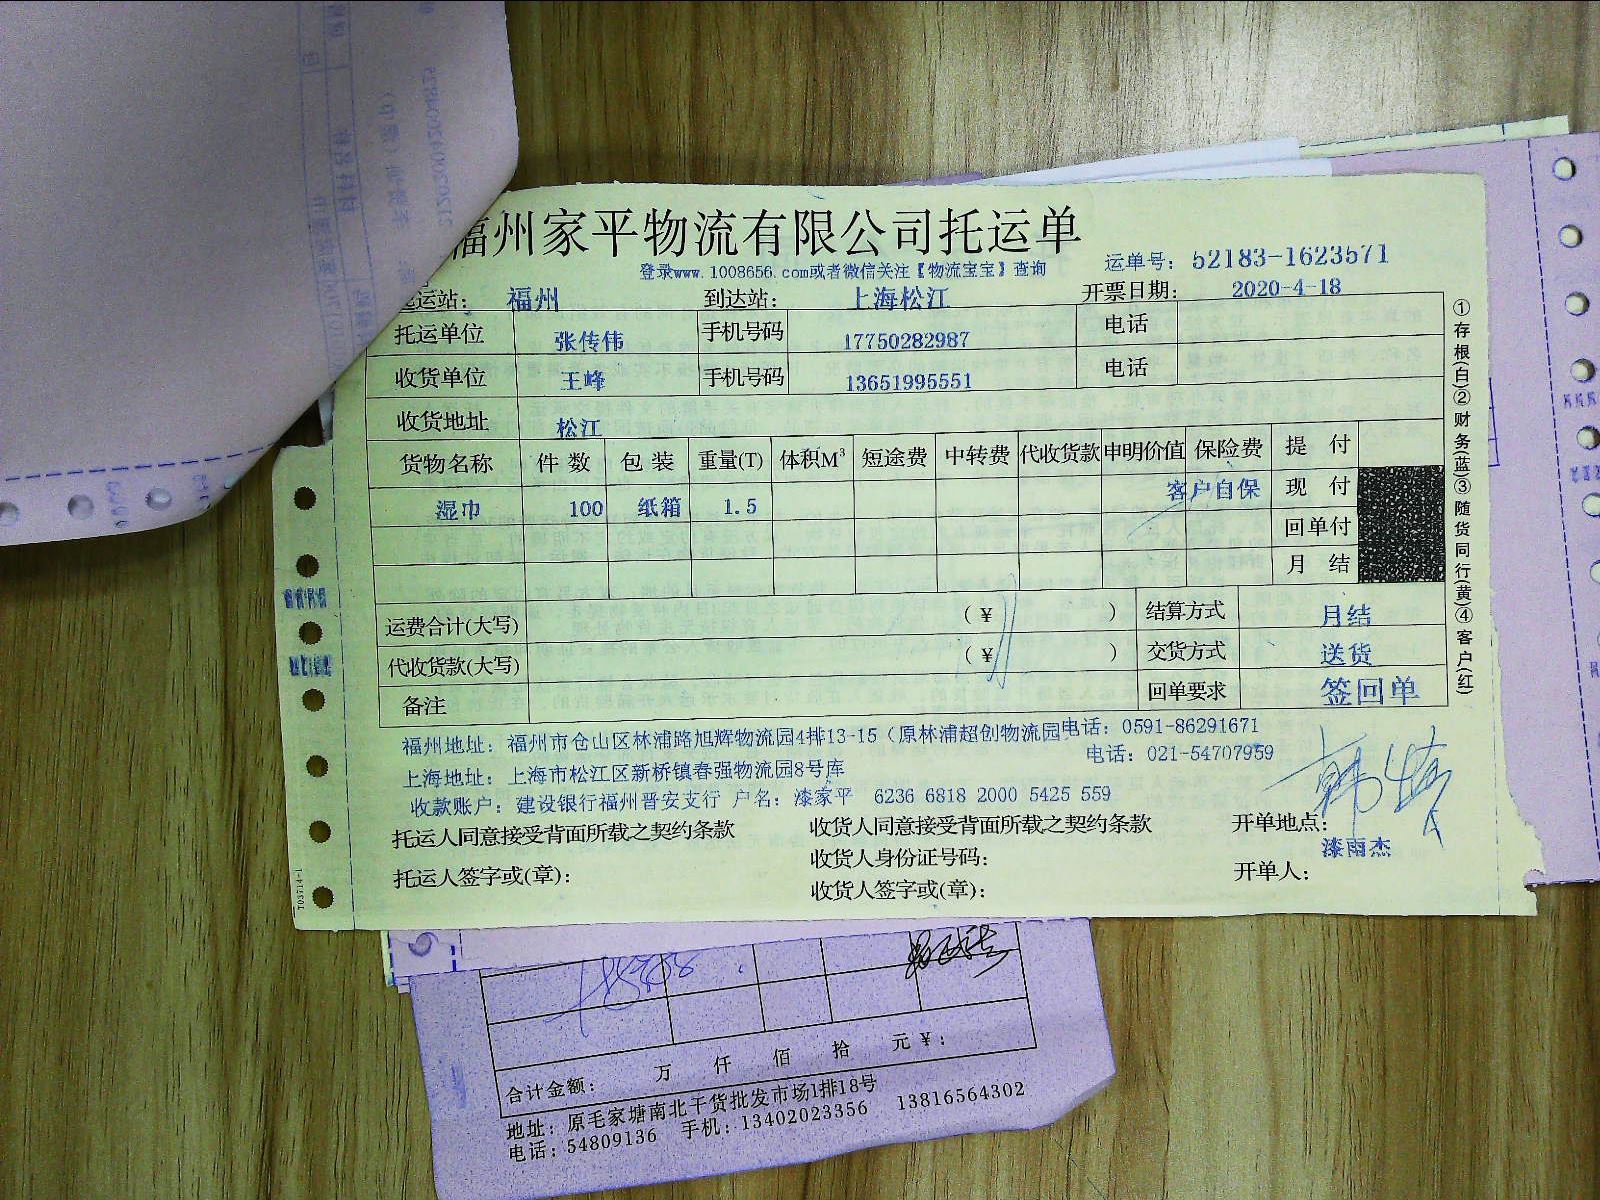 福州家平物流有限公司托运单
登录www.1008656.com或者微信关注【物流宝宝】查询
运单号: 52183-1623571
运站: 福州 到达站: 上海松江 开票日期: 2020-4-18
托运单位 张传伟 手机号码 17750282987 电话
收货单位 王峰 手机号码 13651995551 电话
收货地址 松江
货物名称 件数 包装 重量(T) 体积M³ 短途费 中转费 代收货款 申明价值 保险费 提付
湿巾 100 纸箱 1.5 客户自保 现付
回单付
月结
运费合计(大写) (¥ ) 结算方式 月结
代收货款(大写) (¥ ) 交货方式 送货
备注 回单要求 签回单
①存根(白)②财务(蓝)③随货同行(黄)④客户(红)
福州地址: 福州市仓山区林浦路旭辉物流园4排13-15(原林浦超创物流园 电话: 0591-86291671
上海地址: 上海市松江区新桥镇春强物流园8号库 电话: 021-54707959
收款账户: 建设银行福州晋安支行 户名: 漆家平 6236 6818 2000 5425 559
托运人同意接受背面所载之契约条款 收货人同意接受背面所载之契约条款 开单地点:
收货人身份证号码: 漆雨杰
托运人签字或(章): 收货人签字或(章): 开单人:
T03714-1
合计金额: 万 仟 佰 拾 元¥:
地址: 原毛家塘南北干货批发市场1排18号
电话: 54809136 手机: 13402023356 13816564302